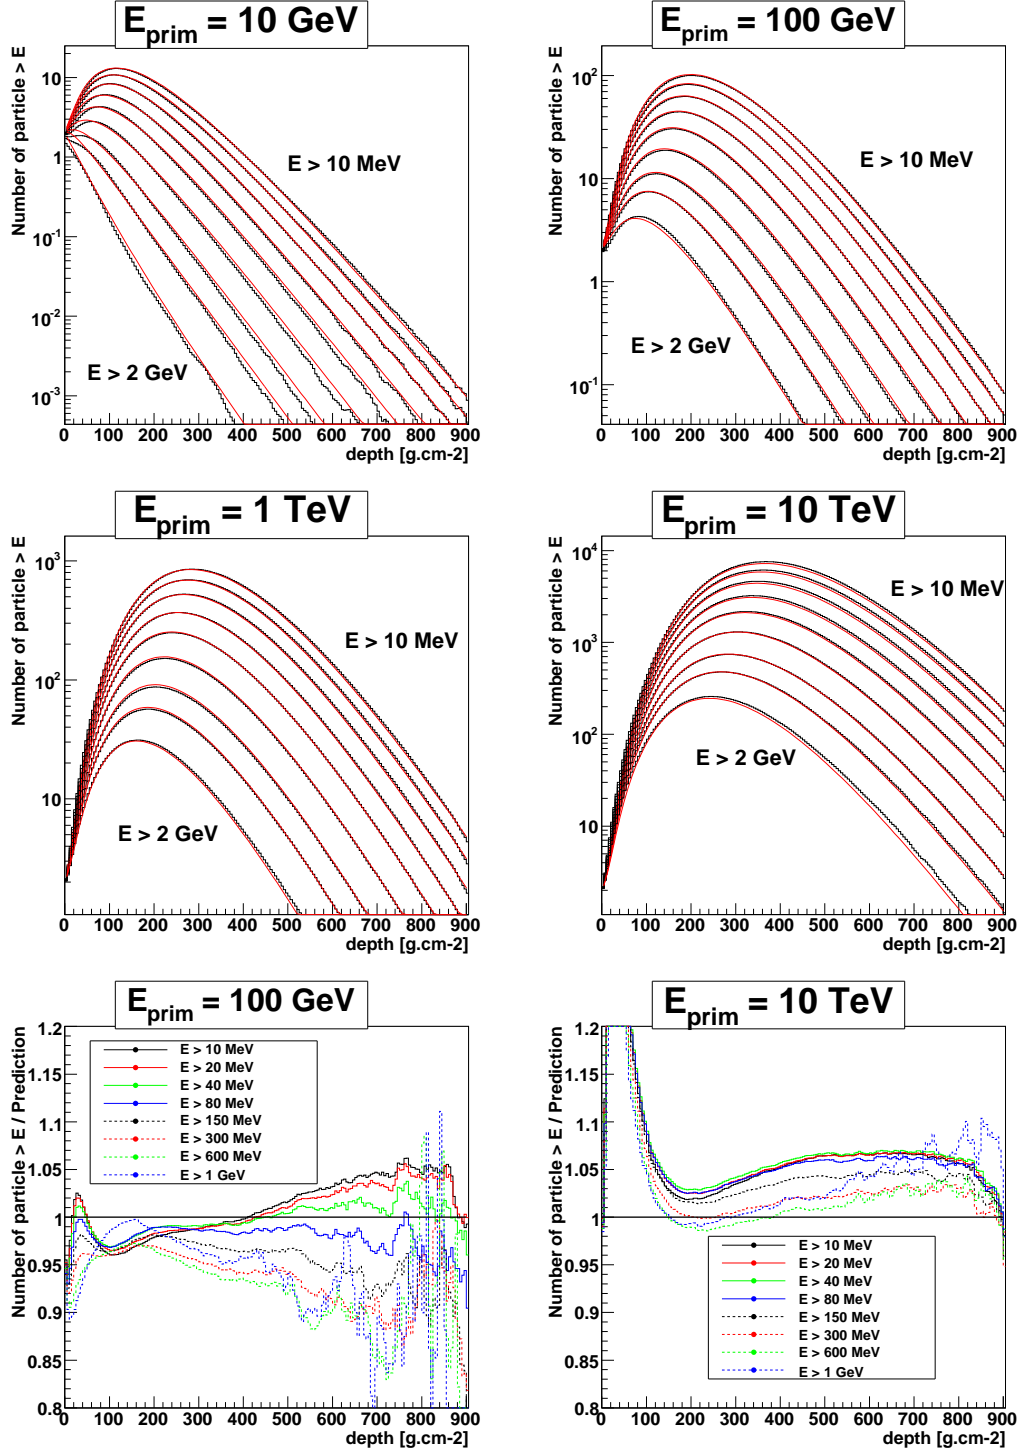 E_prim = 10 GeV
Number of particle > E
10
1
10^-1
10^-2
10^-3
E > 10 MeV
E > 2 GeV
0 100 200 300 400 500 600 700 800 900
depth [g.cm-2]
E_prim = 100 GeV
Number of particle > E
10^2
10
1
10^-1
E > 10 MeV
E > 2 GeV
0 100 200 300 400 500 600 700 800 900
depth [g.cm-2]
E_prim = 1 TeV
Number of particle > E
10^3
10^2
10
E > 10 MeV
E > 2 GeV
0 100 200 300 400 500 600 700 800 900
depth [g.cm-2]
E_prim = 10 TeV
Number of particle > E
10^4
10^3
10^2
10
E > 10 MeV
E > 2 GeV
0 100 200 300 400 500 600 700 800 900
depth [g.cm-2]
E_prim = 100 GeV
Number of particle > E / Prediction
1.2
1.15
1.1
1.05
1
0.95
0.9
0.85
0.8
E > 10 MeV
E > 20 MeV
E > 40 MeV
E > 80 MeV
E > 150 MeV
E > 300 MeV
E > 600 MeV
E > 1 GeV
0 100 200 300 400 500 600 700 800 900
depth [g.cm-2]
E_prim = 10 TeV
Number of particle > E / Prediction
1.2
1.15
1.1
1.05
1
0.95
0.9
0.85
0.8
E > 10 MeV
E > 20 MeV
E > 40 MeV
E > 80 MeV
E > 150 MeV
E > 300 MeV
E > 600 MeV
E > 1 GeV
0 100 200 300 400 500 600 700 800 900
depth [g.cm-2]